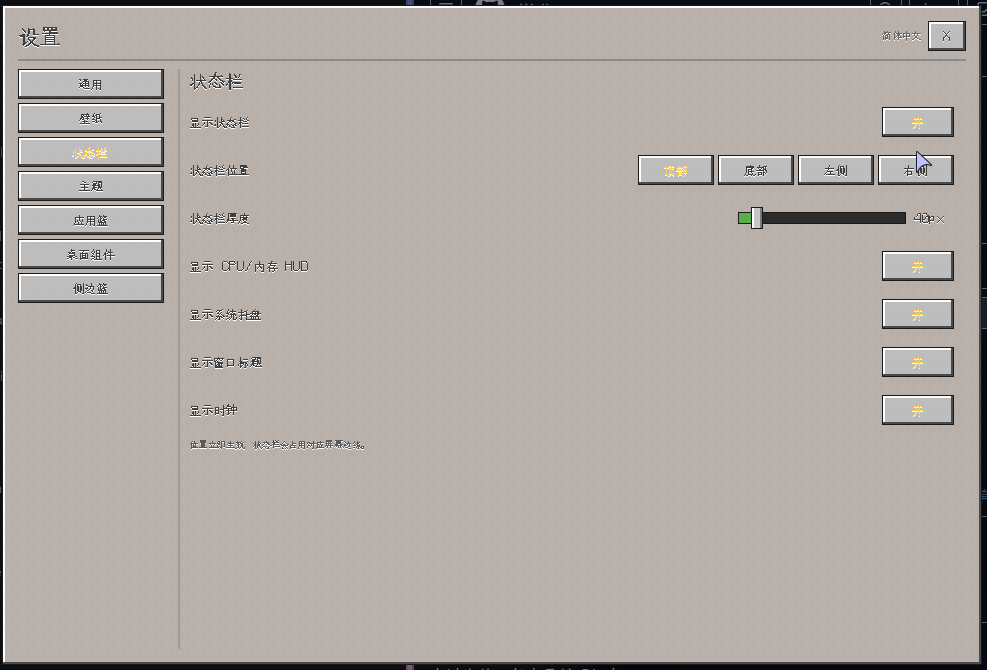 设置
简体中文
X
通用
壁纸
状态栏
主题
应用篮
桌面组件
侧边篮
状态栏
显示状态栏
开
状态栏位置
顶部
底部
左侧
右侧
状态栏厚度
40px
显示 CPU/内存 HUD
开
显示系统托盘
开
显示窗口标题
开
显示时钟
开
位置立即生效，状态栏会占用对应屏幕边缘。